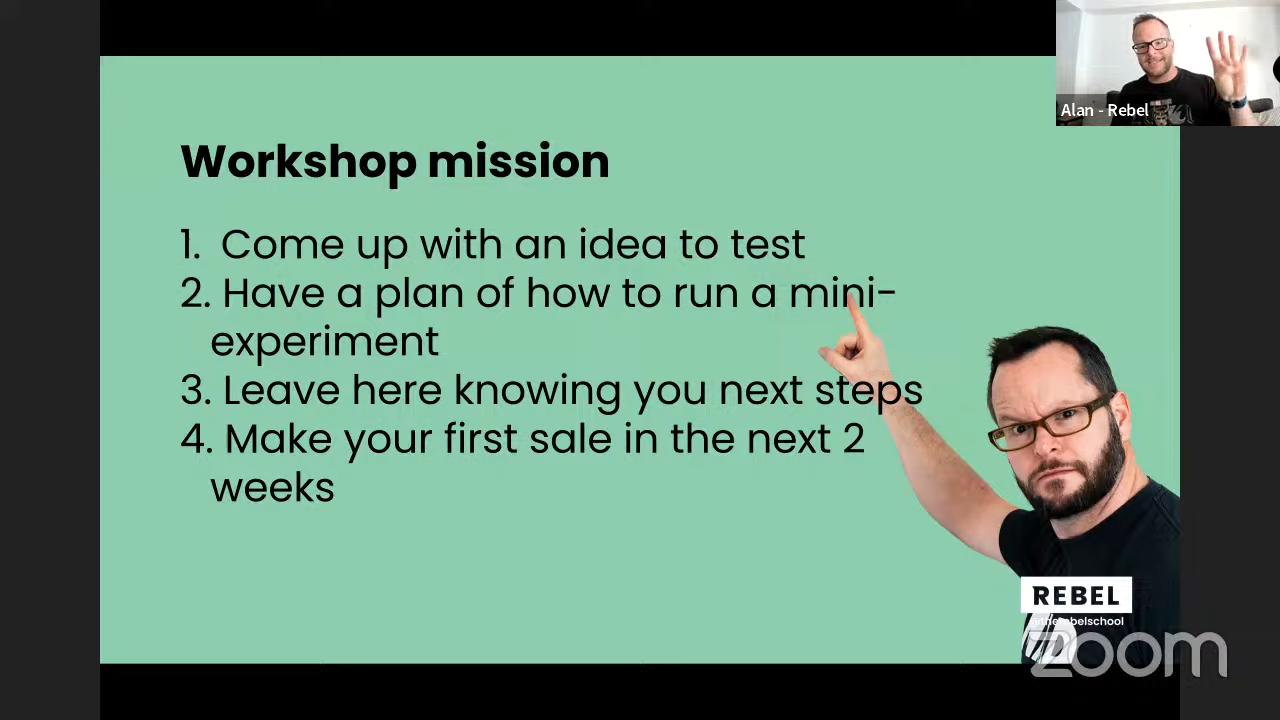 Alan - Rebel
Workshop mission
1. Come up with an idea to test
2. Have a plan of how to run a mini-
experiment
3. Leave here knowing you next steps
4. Make your first sale in the next 2
weeks
REBEL
@therebelschool
zoom